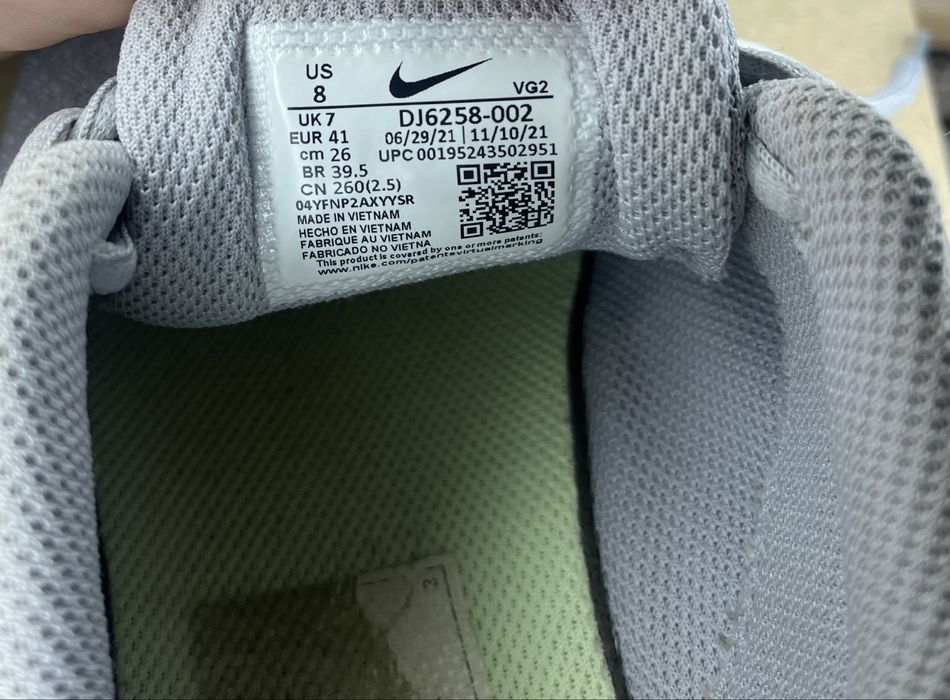 US
8
VG2
UK 7
DJ6258-002
EUR 41
06/29/21 | 11/10/21
cm 26
UPC 00195243502951
BR 39.5
CN 260(2.5)
04YFNP2AXYYSR
MADE IN VIETNAM
HECHO EN VIETNAM
FABRIQUE AU VIETNAM
FABRICADO NO VIETNA
This product is covered by one or more patents:
www.nike.com/patentsvirtualmarking
3